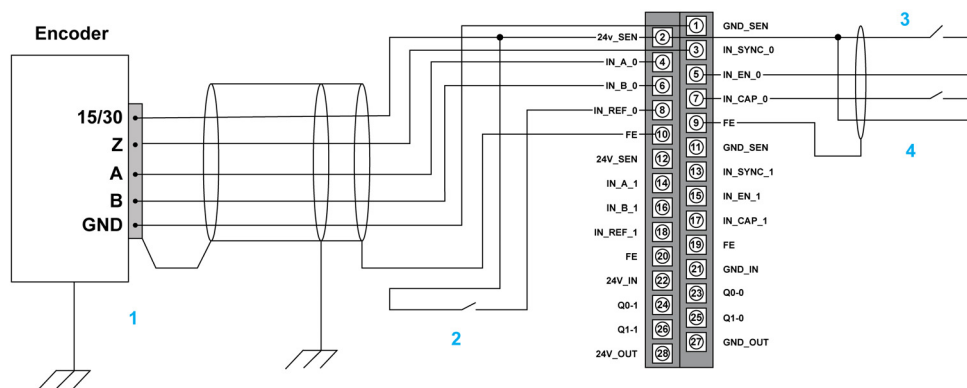 Encoder
15/30
Z
A
B
GND
1
2
24v_SEN
IN_A_0
IN_B_0
IN_REF_0
FE
24V_SEN
IN_A_1
IN_B_1
IN_REF_1
FE
24V_IN
Q0-1
Q1-1
24V_OUT
2
4
6
8
10
12
14
16
18
20
22
24
26
28
1
3
5
7
9
11
13
15
17
19
21
23
25
27
GND_SEN
IN_SYNC_0
IN_EN_0
IN_CAP_0
FE
GND_SEN
IN_SYNC_1
IN_EN_1
IN_CAP_1
FE
GND_IN
Q0-0
Q1-0
GND_OUT
3
4